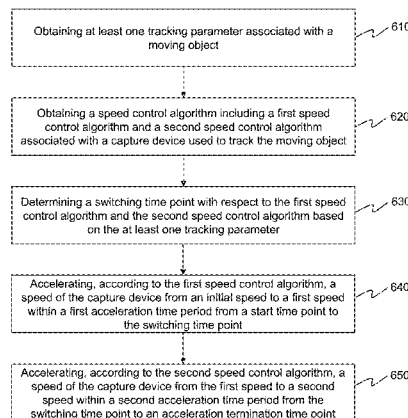 Obtaining at least one tracking parameter associated with a
moving object
610
Obtaining a speed control algorithm including a first speed
control algorithm and a second speed control algorithm
associated with a capture device used to track the moving object
620
Determining a switching time point with respect to the first speed
control algorithm and the second speed control algorithm based
on the at least one tracking parameter
630
Accelerating, according to the first speed control algorithm, a
speed of the capture device from an initial speed to a first speed
within a first acceleration time period from a start time point to
the switching time point
640
Accelerating, according to the second speed control algorithm, a
speed of the capture device from the first speed to a second
speed within a second acceleration time period from the
switching time point to an acceleration termination time point
650